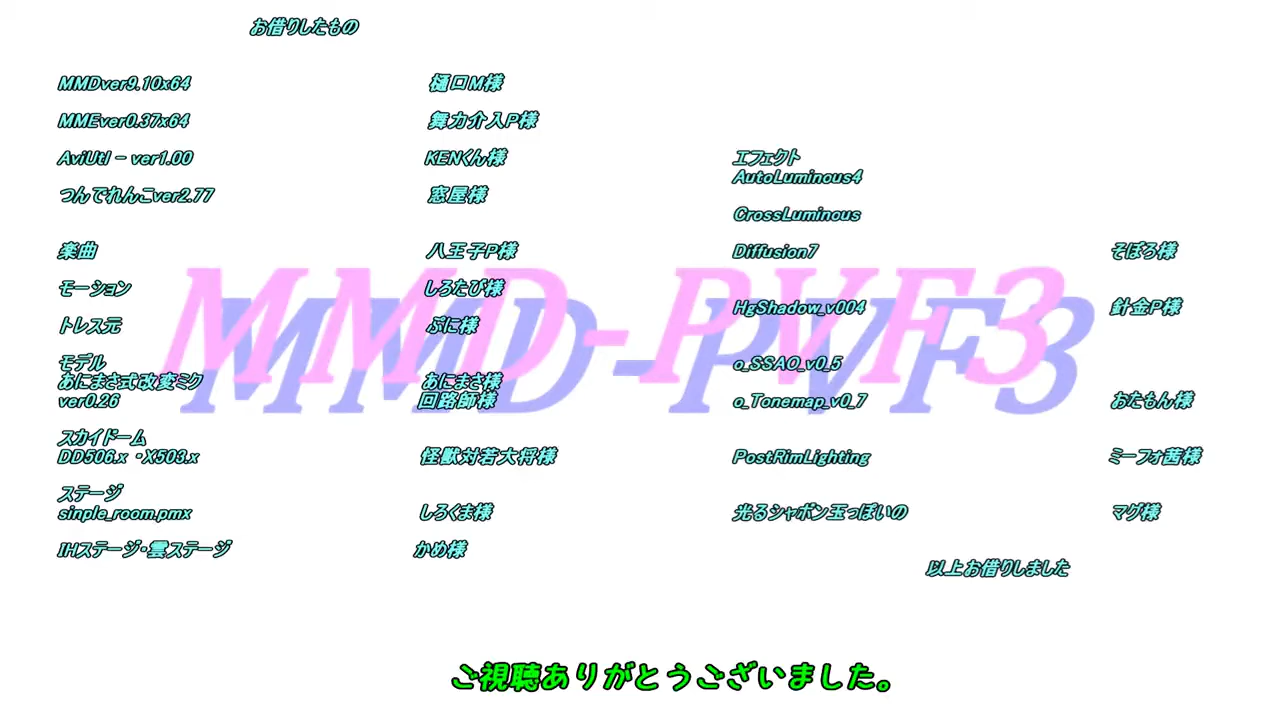 お借りしたもの
MMDver9.10x64 樋口M様
MMEver0.37x64 舞力介入P様
AviUtl - ver1.00 KENくん様
つんでれんこver2.77 窓屋様
楽曲 八王子P様
モーション しろたび様
トレス元 ぷに様
モデル
あにまさ式改変ミク あにまさ様
ver0.26 回路師様
スカイドーム
DD506.x ・X503.x 怪獣対若大将様
ステージ
sinple_room.pmx しろくま様
IHステージ・雲ステージ かめ様
エフェクト
AutoLuminous4
CrossLuminous
Diffusion7 そぼろ様
HgShadow_v004 針金P様
o_SSAO_v0_5
o_Tonemap_v0_7 おたもん様
PostRimLighting ミーフォ茜様
光るシャボン玉っぽいの マグ様
以上お借りしました
MMD-PVF3
MMD-PVF3
ご視聴ありがとうございました。